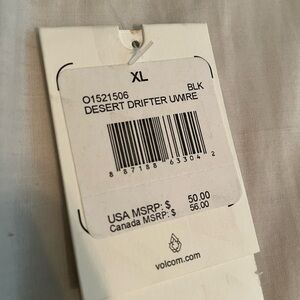 XL
O1521506 BLK
DESERT DRIFTER UWIRE
8 87188 63304 2
USA MSRP: $ 50.00
Canada MSRP: $ 56.00
volcom.com